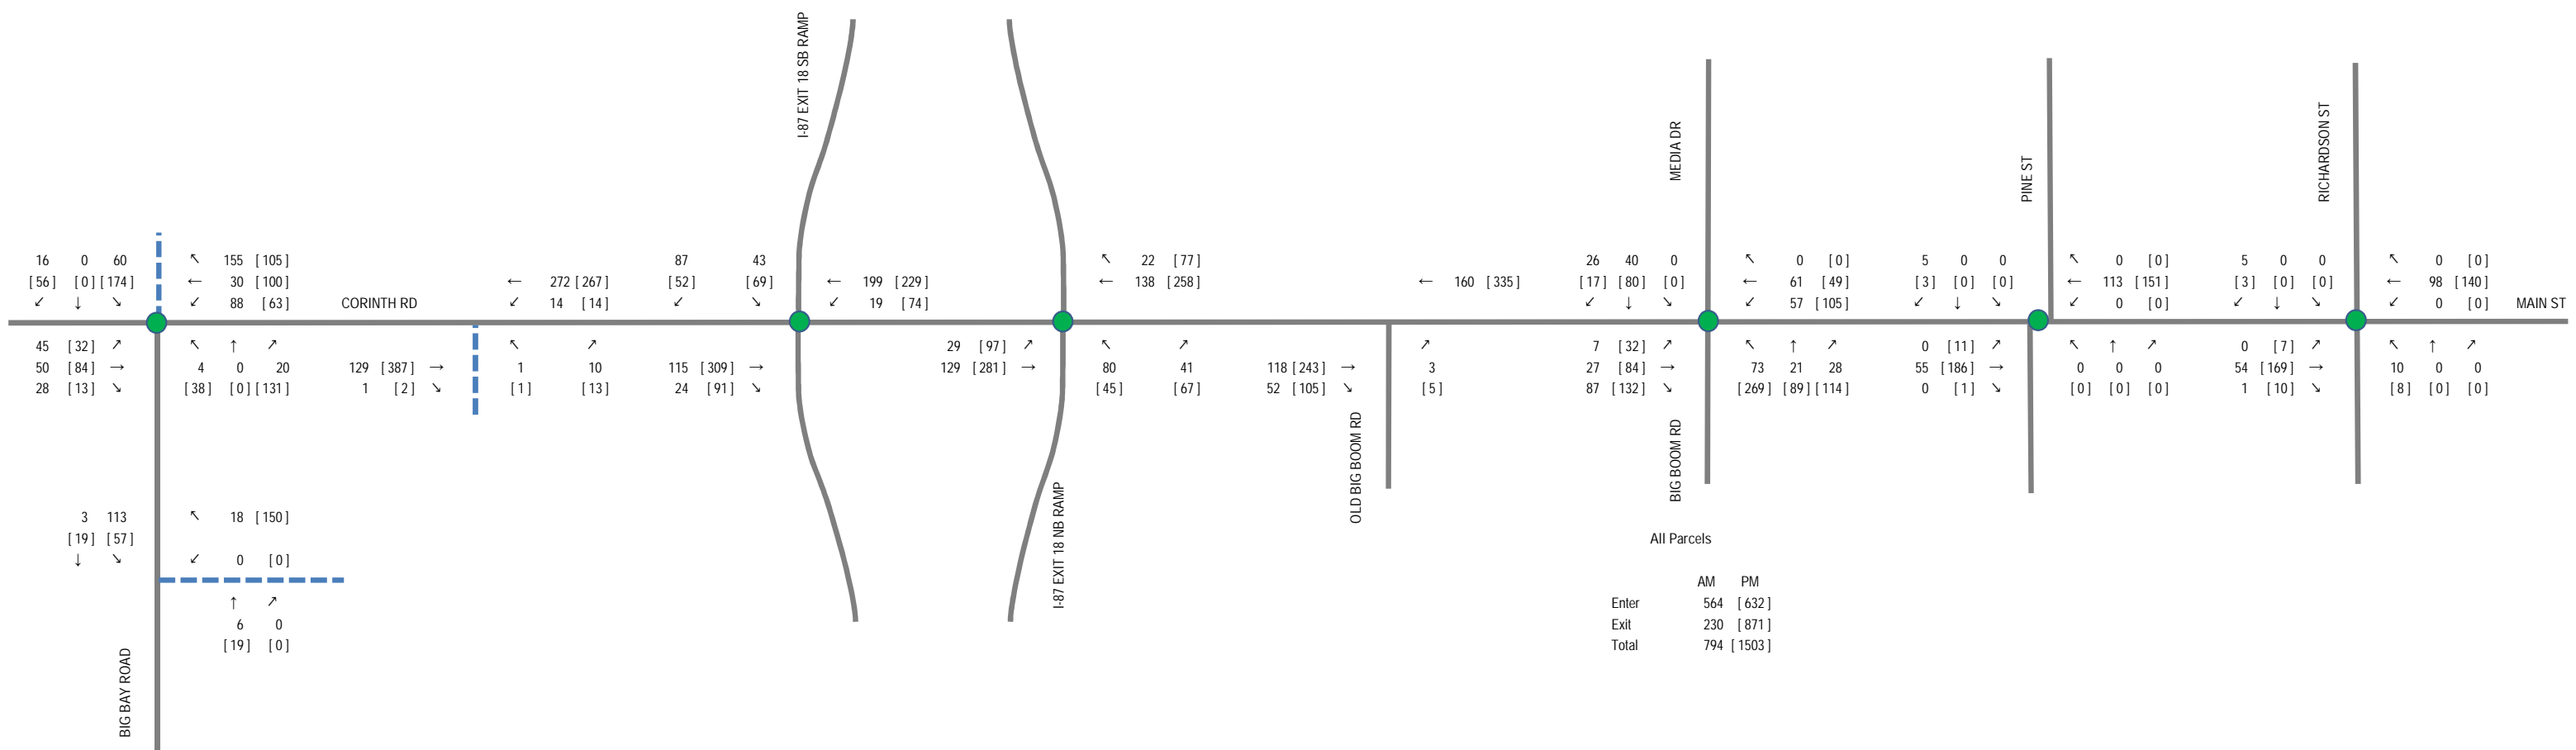 I-87 EXIT 18 SB RAMP
MEDIA DR
PINE ST
RICHARDSON ST
16 0 60 ↖ 155 [ 105 ] 87 43 ↖ 22 [ 77 ] 26 40 0 ↖ 0 [ 0 ] 5 0 0 ↖ 0 [ 0 ] 5 0 0 ↖ 0 [ 0 ]
[ 56 ] [ 0 ] [ 174 ] ← 30 [ 100 ] ← 272 [ 267 ] [ 52 ] [ 69 ] ← 199 [ 229 ] ← 138 [ 258 ] ← 160 [ 335 ] [ 17 ] [ 80 ] [ 0 ] ← 61 [ 49 ] [ 3 ] [ 0 ] [ 0 ] ← 113 [ 151 ] [ 3 ] [ 0 ] [ 0 ] ← 98 [ 140 ]
↙ ↓ ↘ ↙ 88 [ 63 ] CORINTH RD ↙ 14 [ 14 ] ↙ ↘ ↙ 19 [ 74 ] ↙ ↓ ↘ ↙ 57 [ 105 ] ↙ ↓ ↘ ↙ 0 [ 0 ] ↙ ↓ ↘ ↙ 0 [ 0 ] MAIN ST
45 [ 32 ] ↗ ↖ ↑ ↗ ↖ ↗ 29 [ 97 ] ↗ ↖ ↗ ↗ 7 [ 32 ] ↗ ↖ ↑ ↗ 0 [ 11 ] ↗ ↖ ↑ ↗ 0 [ 7 ] ↗ ↖ ↑ ↗
50 [ 84 ] → 4 0 20 129 [ 387 ] → 1 10 115 [ 309 ] → 129 [ 281 ] → 80 41 118 [ 243 ] → 3 27 [ 84 ] → 73 21 28 55 [ 186 ] → 0 0 0 54 [ 169 ] → 10 0 0
28 [ 13 ] ↘ [ 38 ] [ 0 ] [ 131 ] 1 [ 2 ] ↘ [ 1 ] [ 13 ] 24 [ 91 ] ↘ [ 45 ] [ 67 ] 52 [ 105 ] ↘ [ 5 ] 87 [ 132 ] ↘ [ 269 ] [ 89 ] [ 114 ] 0 [ 1 ] ↘ [ 0 ] [ 0 ] [ 0 ] 1 [ 10 ] ↘ [ 8 ] [ 0 ] [ 0 ]
OLD BIG BOOM RD
BIG BOOM RD
I-87 EXIT 18 NB RAMP
3 113 ↖ 18 [ 150 ]
[ 19 ] [ 57 ]
↓ ↘ ↙ 0 [ 0 ]
↑ ↗
6 0
[ 19 ] [ 0 ]
BIG BAY ROAD
All Parcels
AM PM
Enter 564 [ 632 ]
Exit 230 [ 871 ]
Total 794 [ 1503 ]